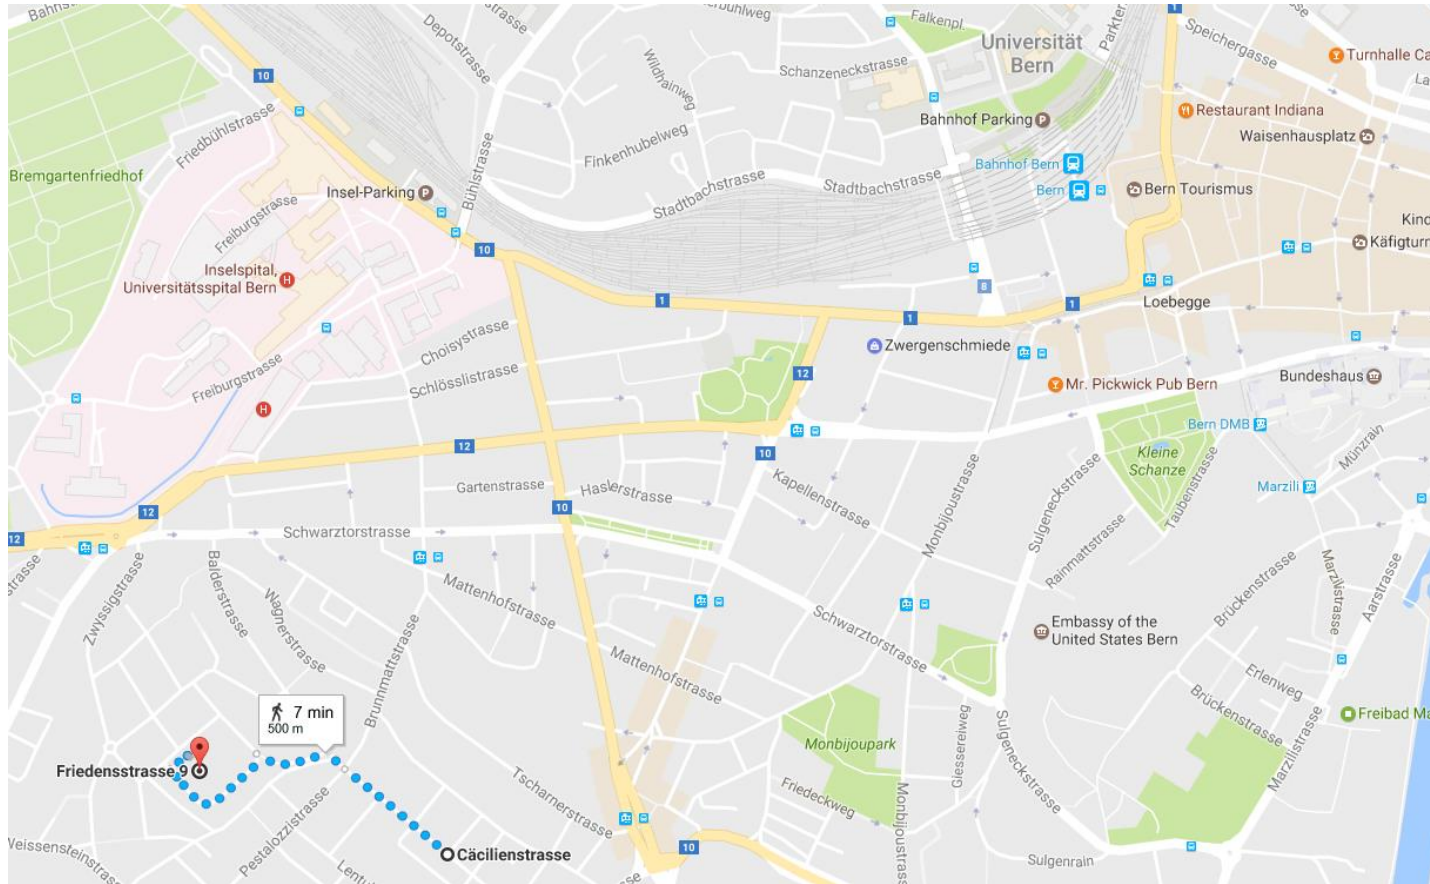 Depotstrasse
Falkenpl.
Universität
Bern
Parkter
1
Speichergasse
Turnhalle Ca
Schanzeneckstrasse
Wildhainweg
10
Restaurant Indiana
Bahnhof Parking
P
Friedbühlstrasse
Finkenhubelweg
Waisenhausplatz
Bremgartenfriedhof
Bühlstrasse
Bahnhof Bern
Insel-Parking
P
Stadtbachstrasse
Stadtbachstrasse
Bern
Bern Tourismus
Freiburgstrasse
Kind
Käfigturn
10
Inselspital,
Universitätsspital Bern
H
8
1
1
1
Loebegge
Choisystrasse
Zwergenschmiede
Freiburgstrasse
Schlösslistrasse
12
Mr. Pickwick Pub Bern
Bundeshaus
H
Bern DMB
12
10
Kleine
Schanze
Münzrain
Gartenstrasse
Haslerstrasse
Kapellenstrasse
Monbijoustrasse
Sulgeneckstrasse
Taubenstrasse
Marzili
12
10
12
Schwarztorstrasse
Rainmattstrasse
Zwyssigstrasse
Balderstrasse
Wagnerstrasse
Mattenhofstrasse
Brückenstrasse
Marzilistrasse
Aarstrasse
Schwarztorstrasse
Embassy of the
United States Bern
Brunnmattstrasse
Mattenhofstrasse
Erlenweg
Brückenstrasse
7 min
500 m
Monbijoupark
Giessereiweg
Sulgeneckstrasse
Freibad Ma
Friedensstrasse 9
Tscharnerstrasse
Friedeckweg
Monbijoustrass
Marzilistrasse
Weissensteinstrasse
Pestalozzistrasse
10
Cäcilienstrasse
Lentu
Sulgenrain